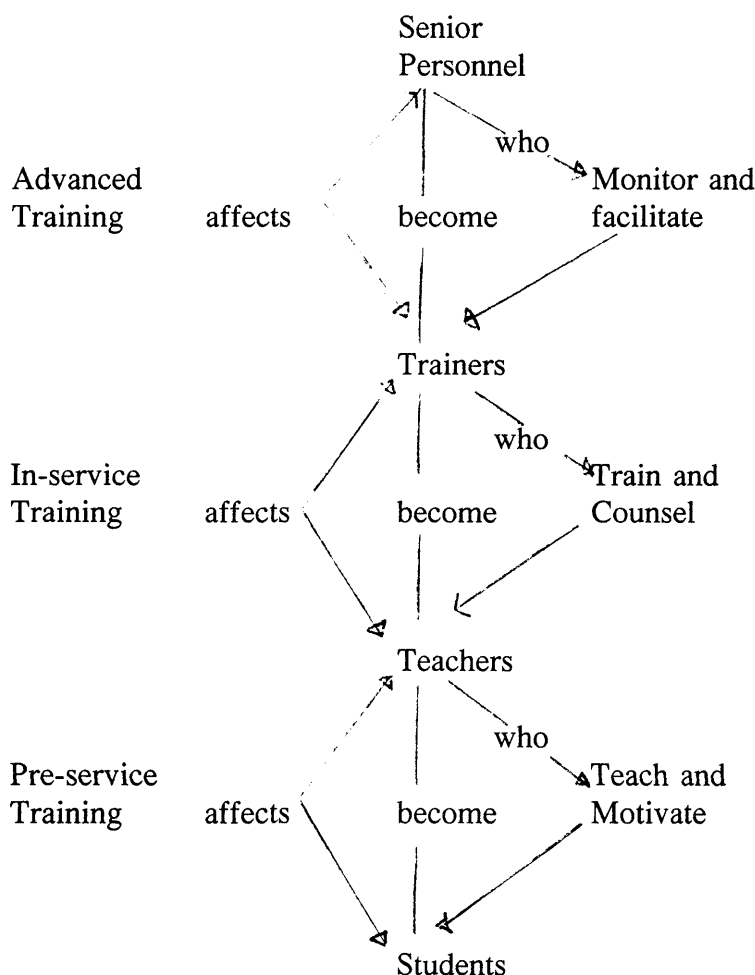 Senior
Personnel
who
Advanced
Training
affects
become
Monitor and
facilitate
Trainers
who
In-service
Training
affects
become
Train and
Counsel
Teachers
who
Pre-service
Training
affects
become
Teach and
Motivate
Students